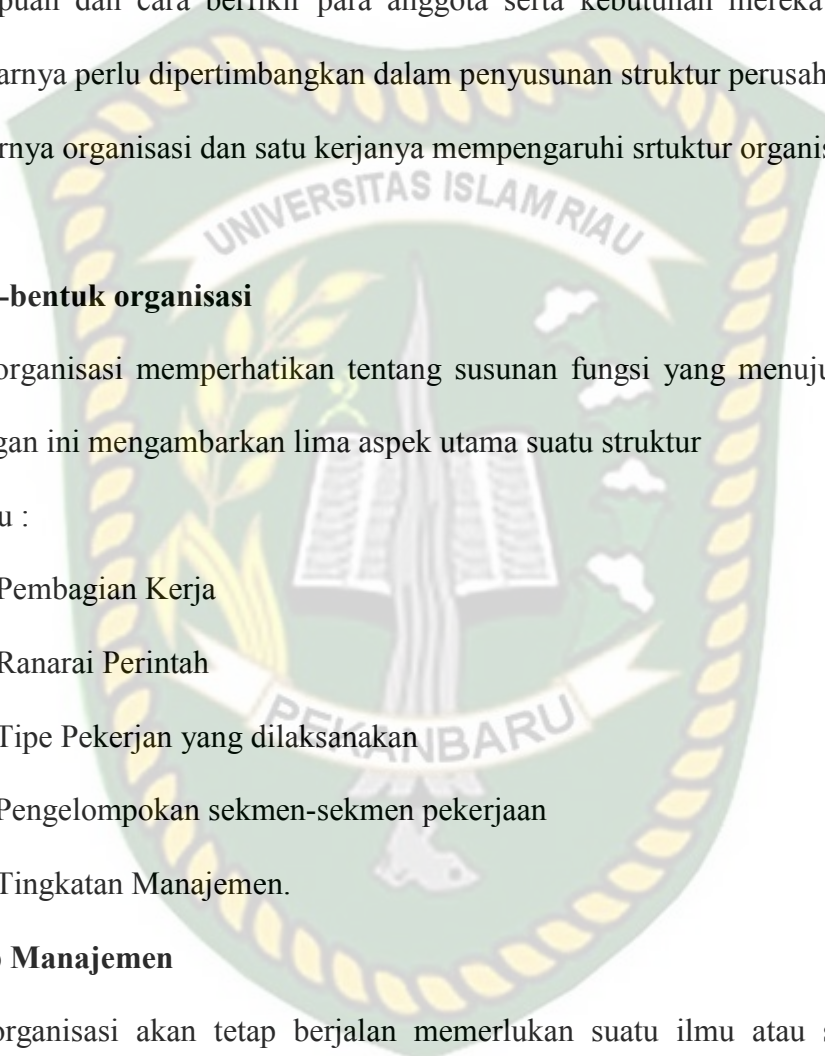 puan dan cara berfikir para anggota serta kebutuhan mereka
arnya perlu dipertimbangkan dalam penyusunan struktur perusah
rnya organisasi dan satu kerjanya mempengaruhi srtuktur organis
UNIVERSITAS ISLAM RIAU
-bentuk organisasi
organisasi memperhatikan tentang susunan fungsi yang menuju
gan ini mengambarkan lima aspek utama suatu struktur
u :
Pembagian Kerja
Ranarai Perintah
Tipe Pekerjan yang dilaksanakan
PEKANBARU
Pengelompokan sekmen-sekmen pekerjaan
Tingkatan Manajemen.
Manajemen
organisasi akan tetap berjalan memerlukan suatu ilmu atau s